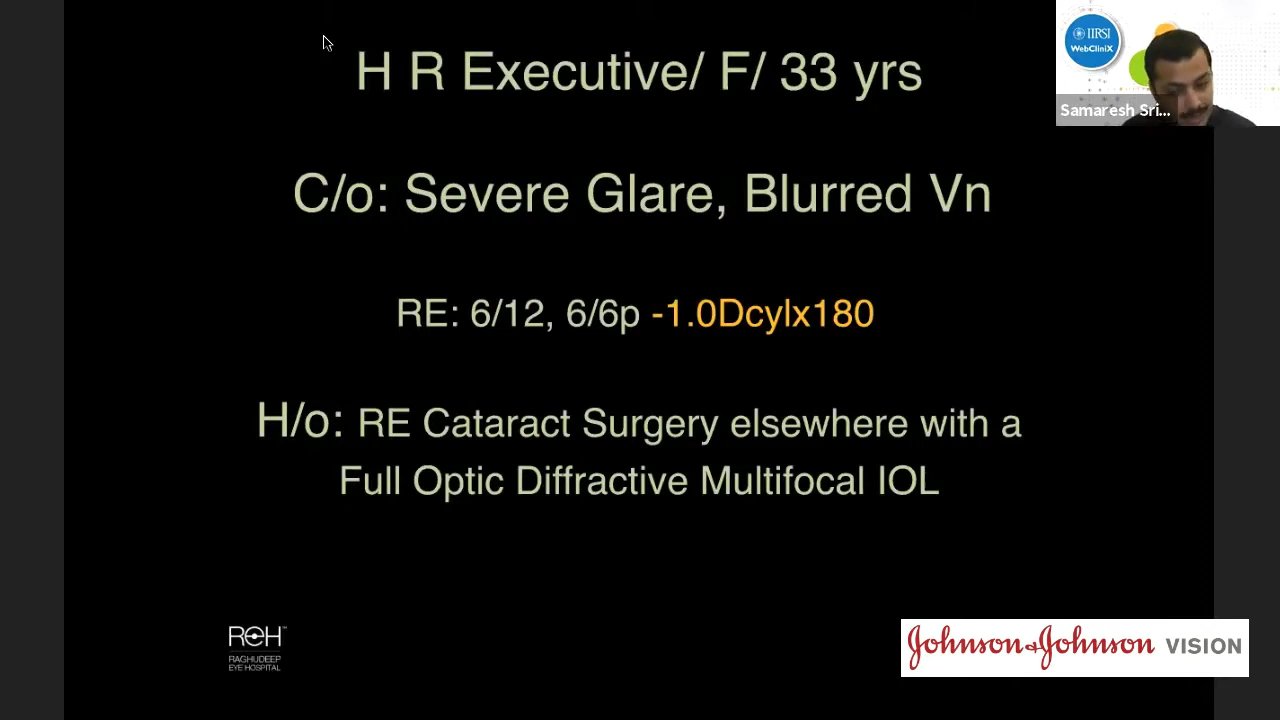 H R Executive/ F/ 33 yrs
C/o: Severe Glare, Blurred Vn
RE: 6/12, 6/6p -1.0Dcylx180
H/o: RE Cataract Surgery elsewhere with a
Full Optic Diffractive Multifocal IOL
IIRSI
WebCliniX
Samaresh Sri...
REH™
RAGHUDEEP
EYE HOSPITAL
Johnson & Johnson VISION